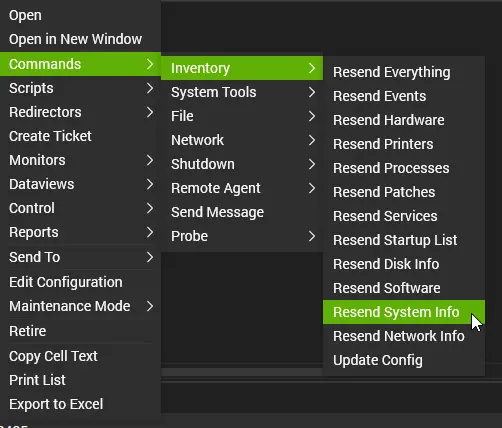 Open
Open in New Window
Commands
Scripts
Redirectors
Create Ticket
Monitors
Dataviews
Control
Reports
Send To
Edit Configuration
Maintenance Mode
Retire
Copy Cell Text
Print List
Export to Excel
Inventory
System Tools
File
Network
Shutdown
Remote Agent
Send Message
Probe
Resend Everything
Resend Events
Resend Hardware
Resend Printers
Resend Processes
Resend Patches
Resend Services
Resend Startup List
Resend Disk Info
Resend Software
Resend System Info
Resend Network Info
Update Config